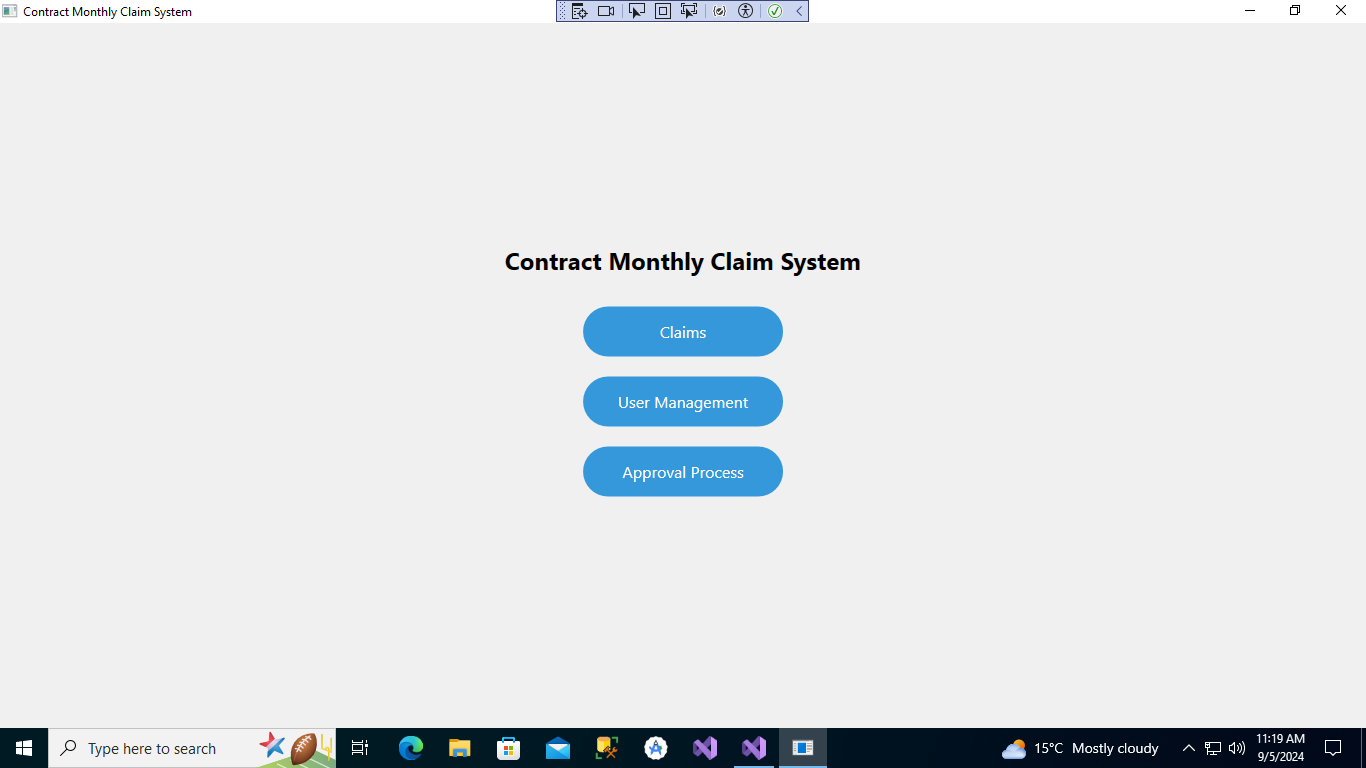 Contract Monthly Claim System
Contract Monthly Claim System
Claims
User Management
Approval Process
Type here to search
15°C Mostly cloudy
11:19 AM
9/5/2024